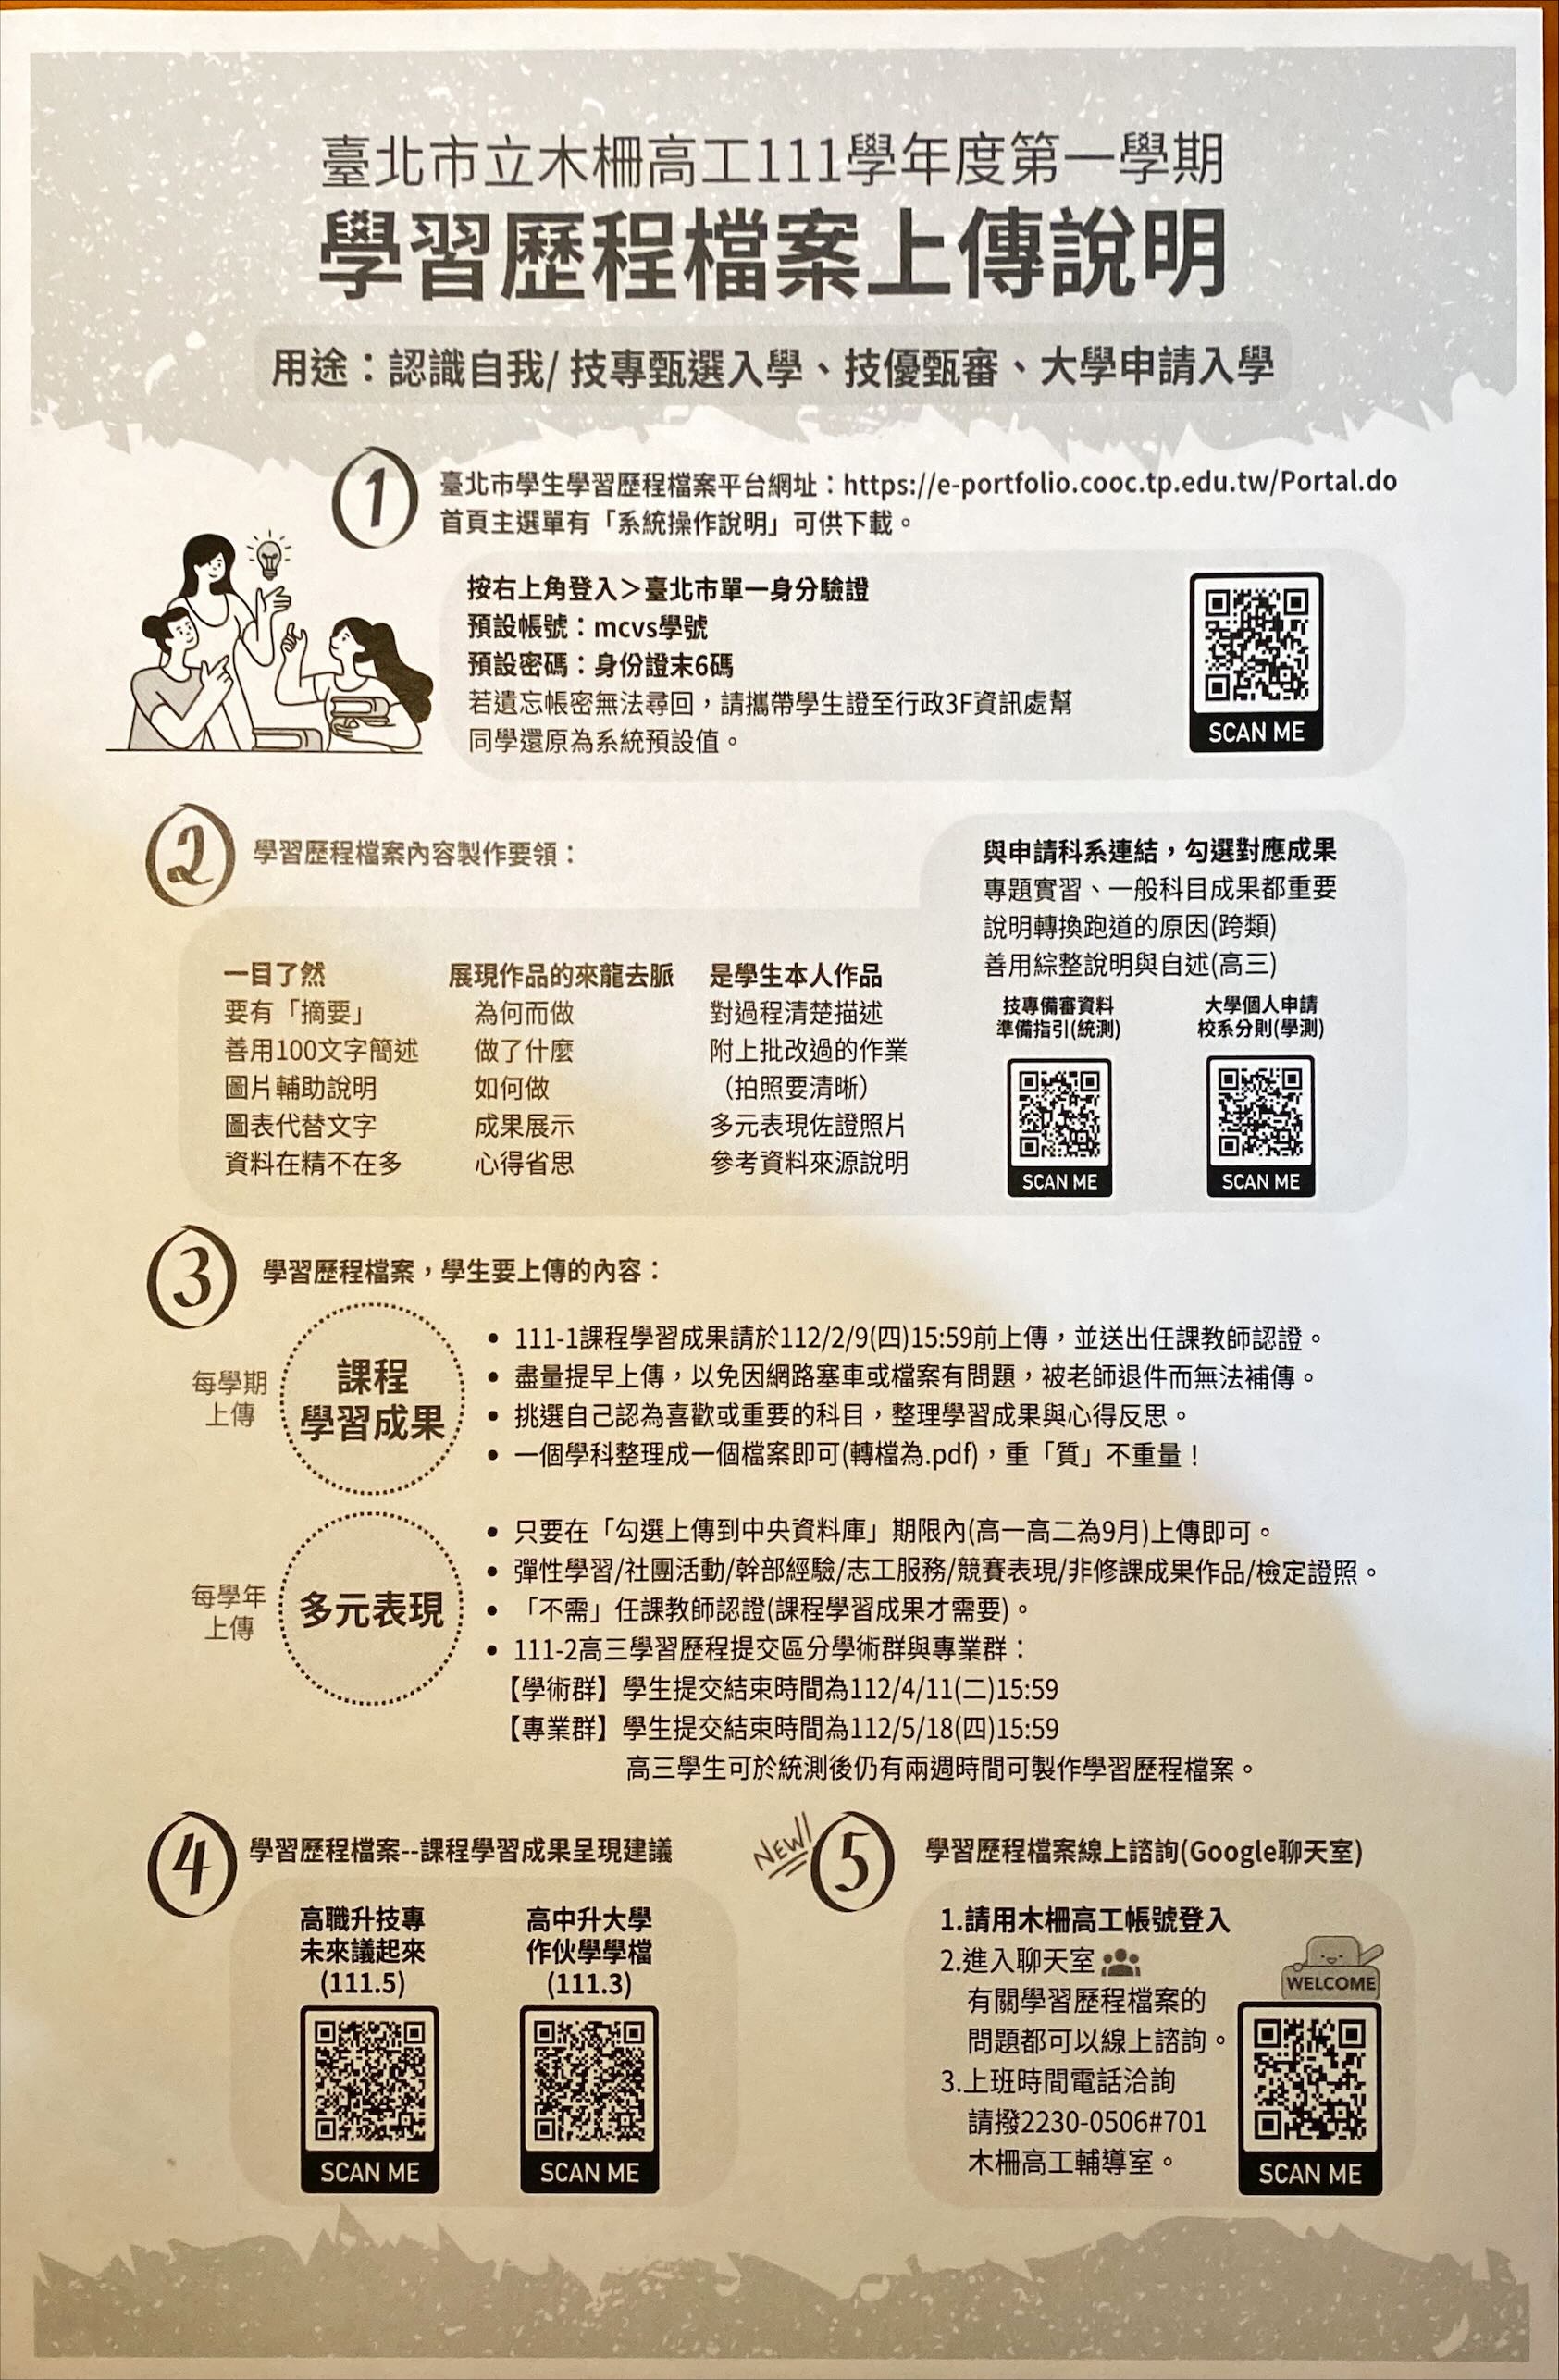 臺北市立木柵高工111學年度第一學期
學習歷程檔案上傳說明
用途：認識自我/ 技專甄選入學、技優甄審、大學申請入學
1
臺北市學生學習歷程檔案平台網址：https://e-portfolio.cooc.tp.edu.tw/Portal.do
首頁主選單有「系統操作說明」可供下載。
按右上角登入＞臺北市單一身分驗證
預設帳號：mcvs學號
預設密碼：身份證末6碼
若遺忘帳密無法尋回，請攜帶學生證至行政3F資訊處幫
同學還原為系統預設值。
SCAN ME
2
學習歷程檔案內容製作要領：
一目了然
要有「摘要」
善用100文字簡述
圖片輔助說明
圖表代替文字
資料在精不在多
展現作品的來龍去脈
為何而做
做了什麼
如何做
成果展示
心得省思
是學生本人作品
對過程清楚描述
附上批改過的作業
（拍照要清晰）
多元表現佐證照片
參考資料來源說明
與申請科系連結，勾選對應成果
專題實習、一般科目成果都重要
說明轉換跑道的原因(跨類)
善用綜整說明與自述(高三)
技專備審資料
準備指引(統測)
SCAN ME
大學個人申請
校系分則(學測)
SCAN ME
3
學習歷程檔案，學生要上傳的內容：
每學期
上傳
課程
學習成果
• 111-1課程學習成果請於112/2/9(四)15:59前上傳，並送出任課教師認證。
• 盡量提早上傳，以免因網路塞車或檔案有問題，被老師退件而無法補傳。
• 挑選自己認為喜歡或重要的科目，整理學習成果與心得反思。
• 一個學科整理成一個檔案即可(轉檔為.pdf)，重「質」不重量！
每學年
上傳
多元表現
• 只要在「勾選上傳到中央資料庫」期限內(高一高二為9月)上傳即可。
• 彈性學習/社團活動/幹部經驗/志工服務/競賽表現/非修課成果作品/檢定證照。
• 「不需」任課教師認證(課程學習成果才需要)。
• 111-2高三學習歷程提交區分學術群與專業群：
【學術群】學生提交結束時間為112/4/11(二)15:59
【專業群】學生提交結束時間為112/5/18(四)15:59
高三學生可於統測後仍有兩週時間可製作學習歷程檔案。
4
學習歷程檔案--課程學習成果呈現建議
高職升技專
未來議起來
(111.5)
SCAN ME
高中升大學
作伙學學檔
(111.3)
SCAN ME
NEW!
5
學習歷程檔案線上諮詢(Google聊天室)
1.請用木柵高工帳號登入
2.進入聊天室
有關學習歷程檔案的
問題都可以線上諮詢。
3.上班時間電話洽詢
請撥2230-0506#701
木柵高工輔導室。
WELCOME
SCAN ME